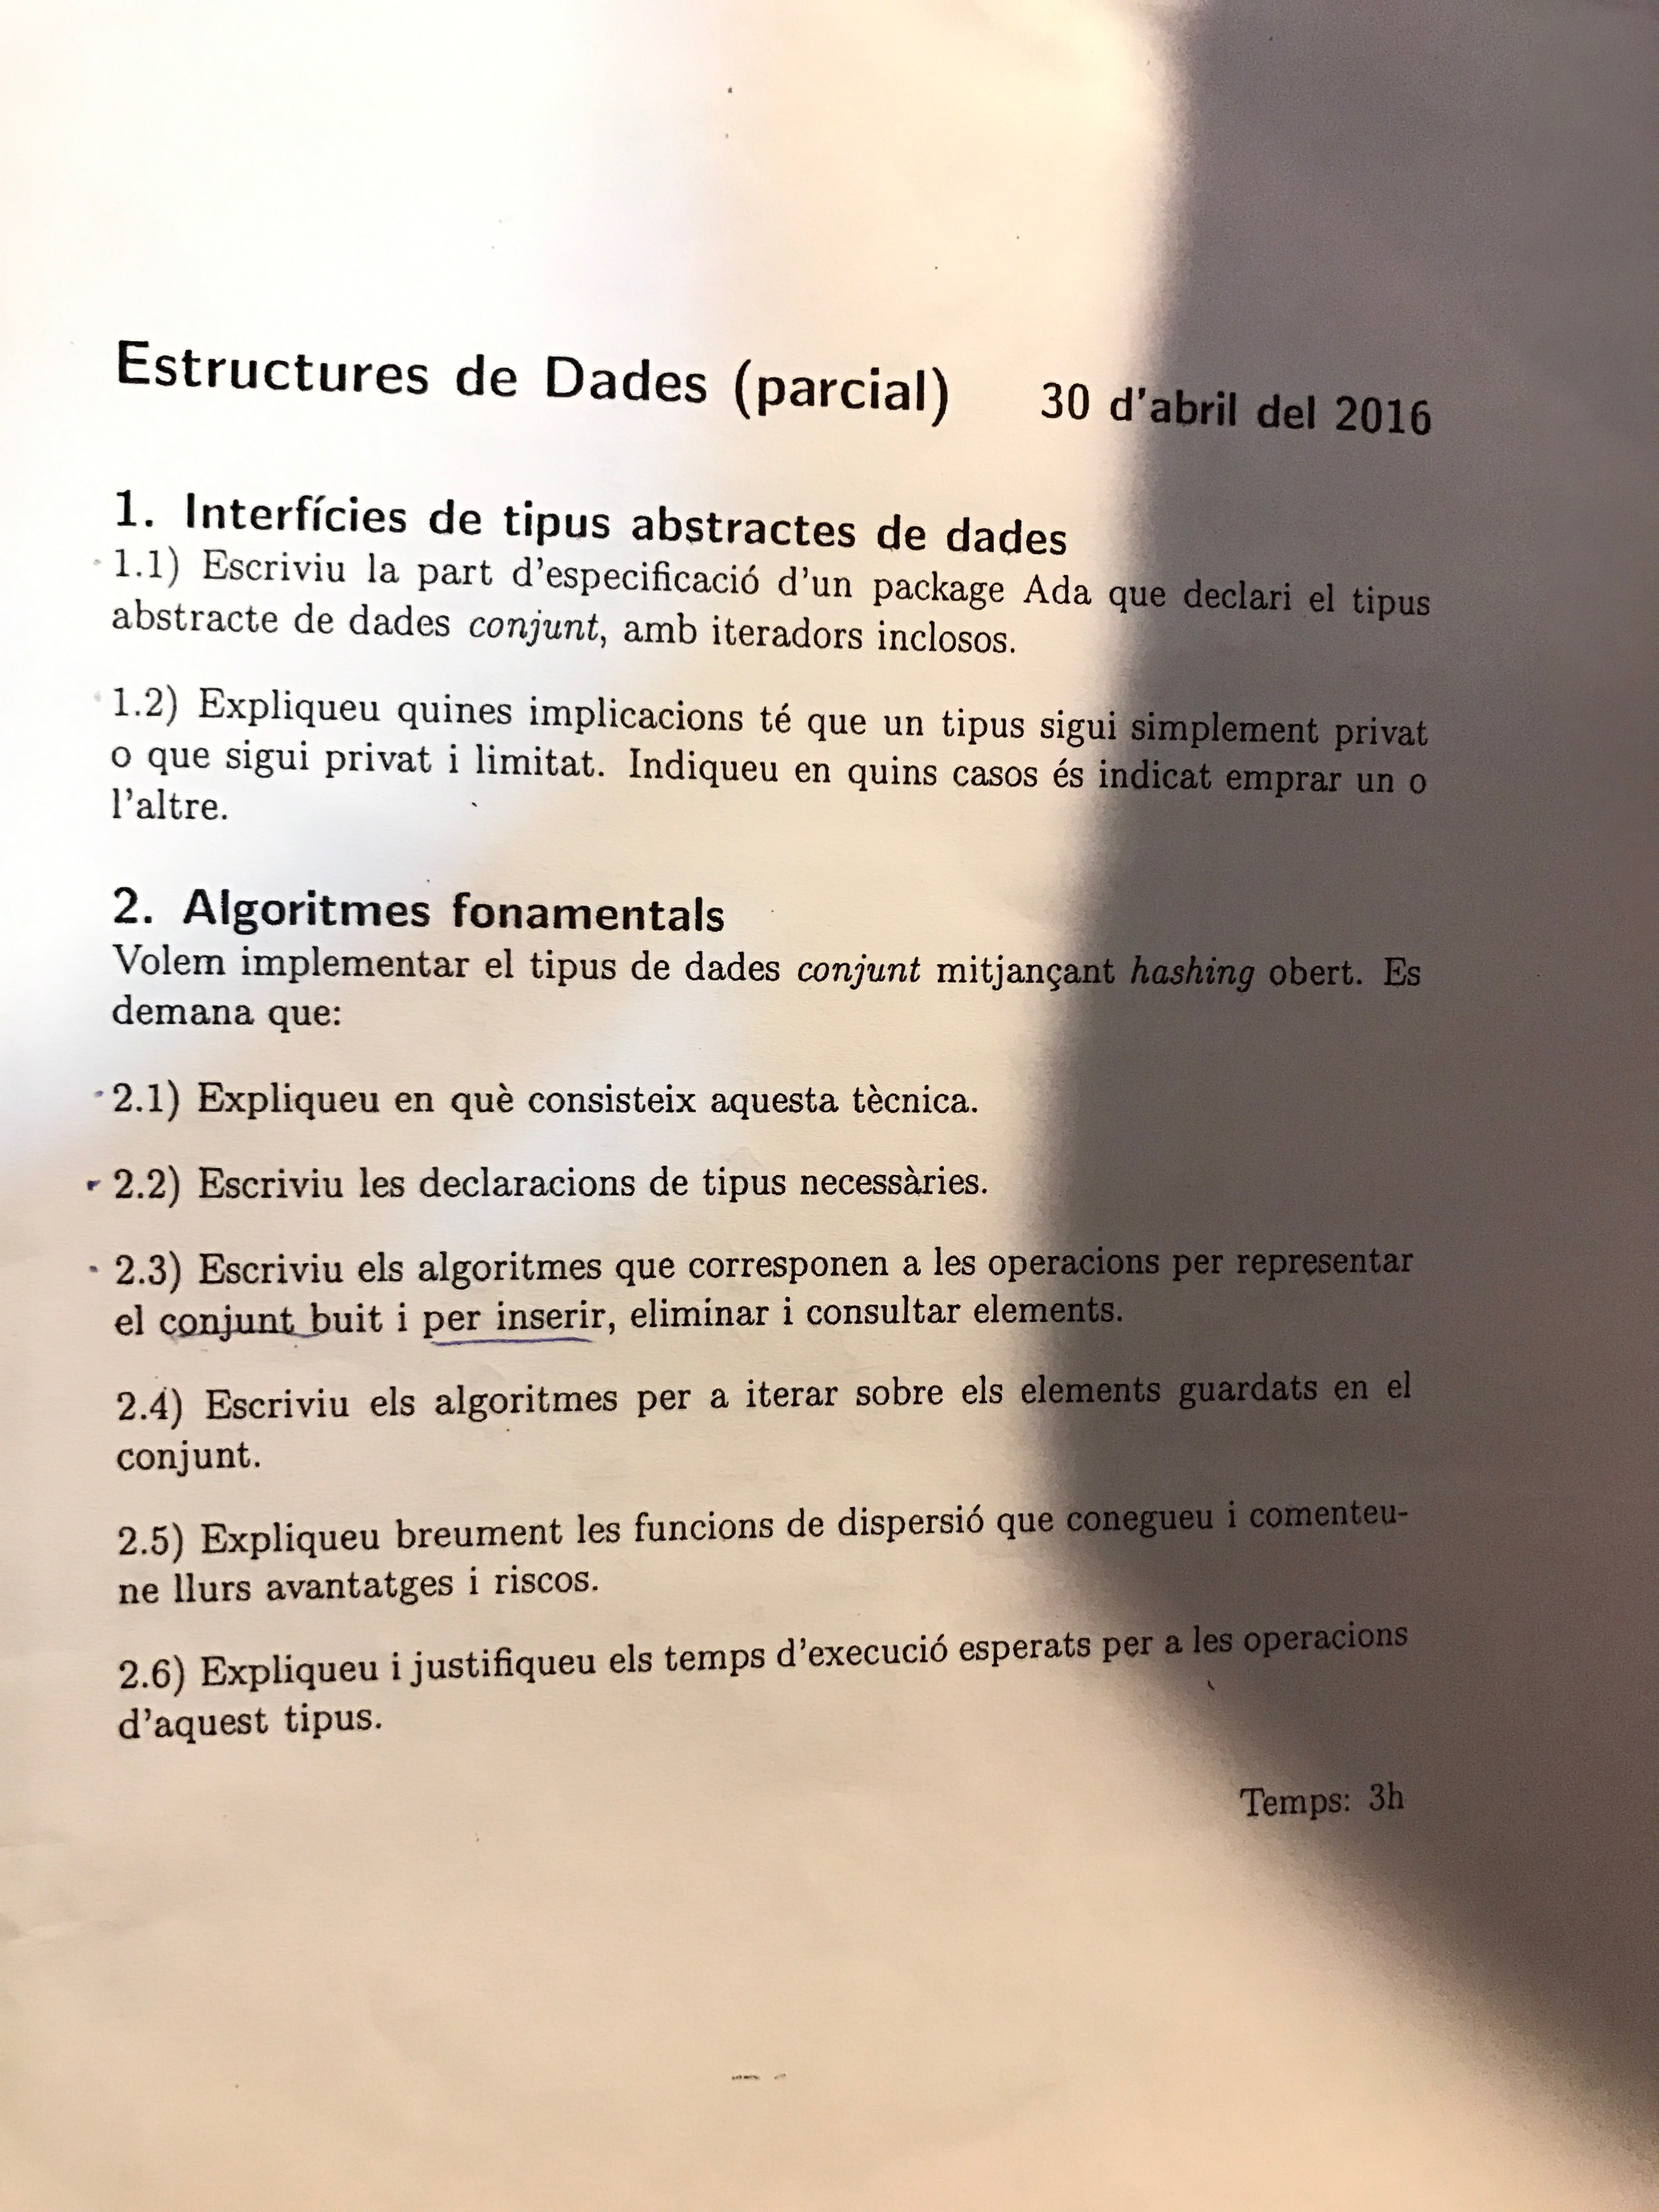 Estructures de Dades (parcial) 30 d'abril del 2016
1. Interfícies de tipus abstractes de dades
1.1) Escriviu la part d'especificació d'un package Ada que declari el tipus
abstracte de dades conjunt, amb iteradors inclosos.
1.2) Expliqueu quines implicacions té que un tipus sigui simplement privat
o que sigui privat i limitat. Indiqueu en quins casos és indicat emprar un o
l'altre.
2. Algoritmes fonamentals
Volem implementar el tipus de dades conjunt mitjançant hashing obert. Es
demana que:
2.1) Expliqueu en què consisteix aquesta tècnica.
2.2) Escriviu les declaracions de tipus necessàries.
2.3) Escriviu els algoritmes que corresponen a les operacions per representar
el conjunt buit i per inserir, eliminar i consultar elements.
2.4) Escriviu els algoritmes per a iterar sobre els elements guardats en el
conjunt.
2.5) Expliqueu breument les funcions de dispersió que conegueu i comenteu-
ne llurs avantatges i riscos.
2.6) Expliqueu i justifiqueu els temps d'execució esperats per a les operacions
d'aquest tipus.
Temps: 3h